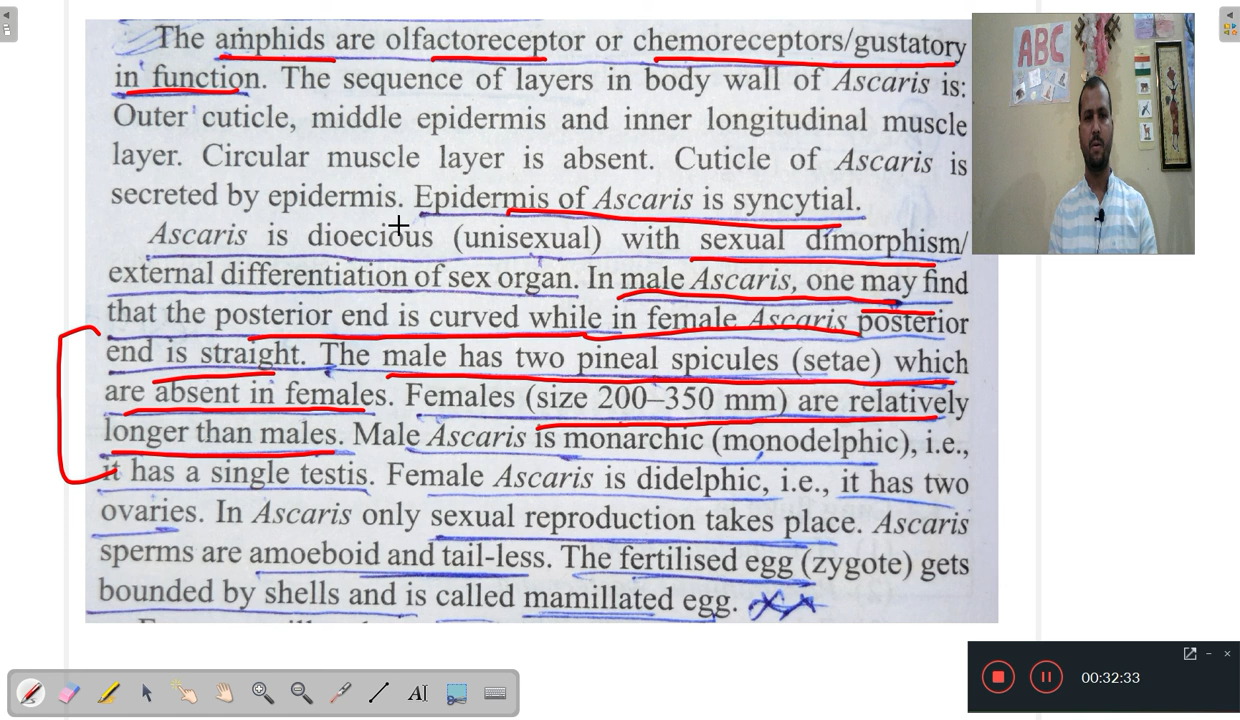 The amphids are olfactoreceptor or chemoreceptors/gustatory
in function. The sequence of layers in body wall of Ascaris is:
Outer cuticle, middle epidermis and inner longitudinal muscle
layer. Circular muscle layer is absent. Cuticle of Ascaris is
secreted by epidermis. Epidermis of Ascaris is syncytial.
Ascaris is dioecious (unisexual) with sexual dimorphism/
external differentiation of sex organ. In male Ascaris, one may find
that the posterior end is curved while in female Ascaris posterior
end is straight. The male has two pineal spicules (setae) which
are absent in females. Females (size 200–350 mm) are relatively
longer than males. Male Ascaris is monarchic (monodelphic), i.e.,
it has a single testis. Female Ascaris is didelphic, i.e., it has two
ovaries. In Ascaris only sexual reproduction takes place. Ascaris
sperms are amoeboid and tail-less. The fertilised egg (zygote) gets
bounded by shells and is called mamillated egg.
ABC
AI
00:32:33